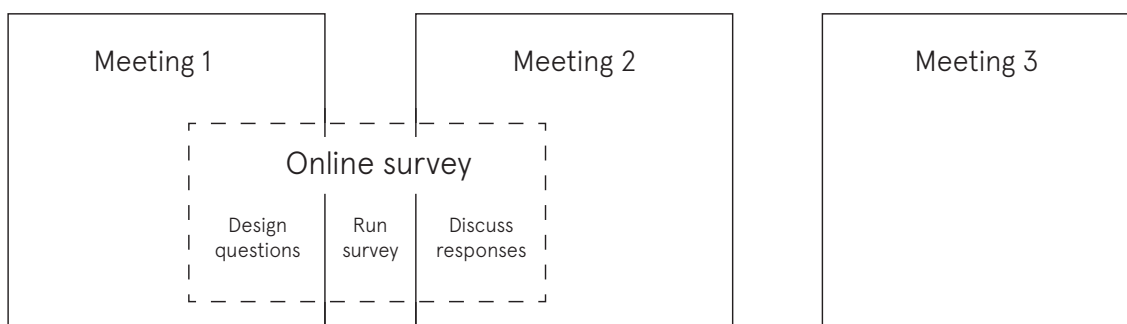 Meeting 1
Meeting 2
Meeting 3
Online survey
Design
questions
Run
survey
Discuss
responses